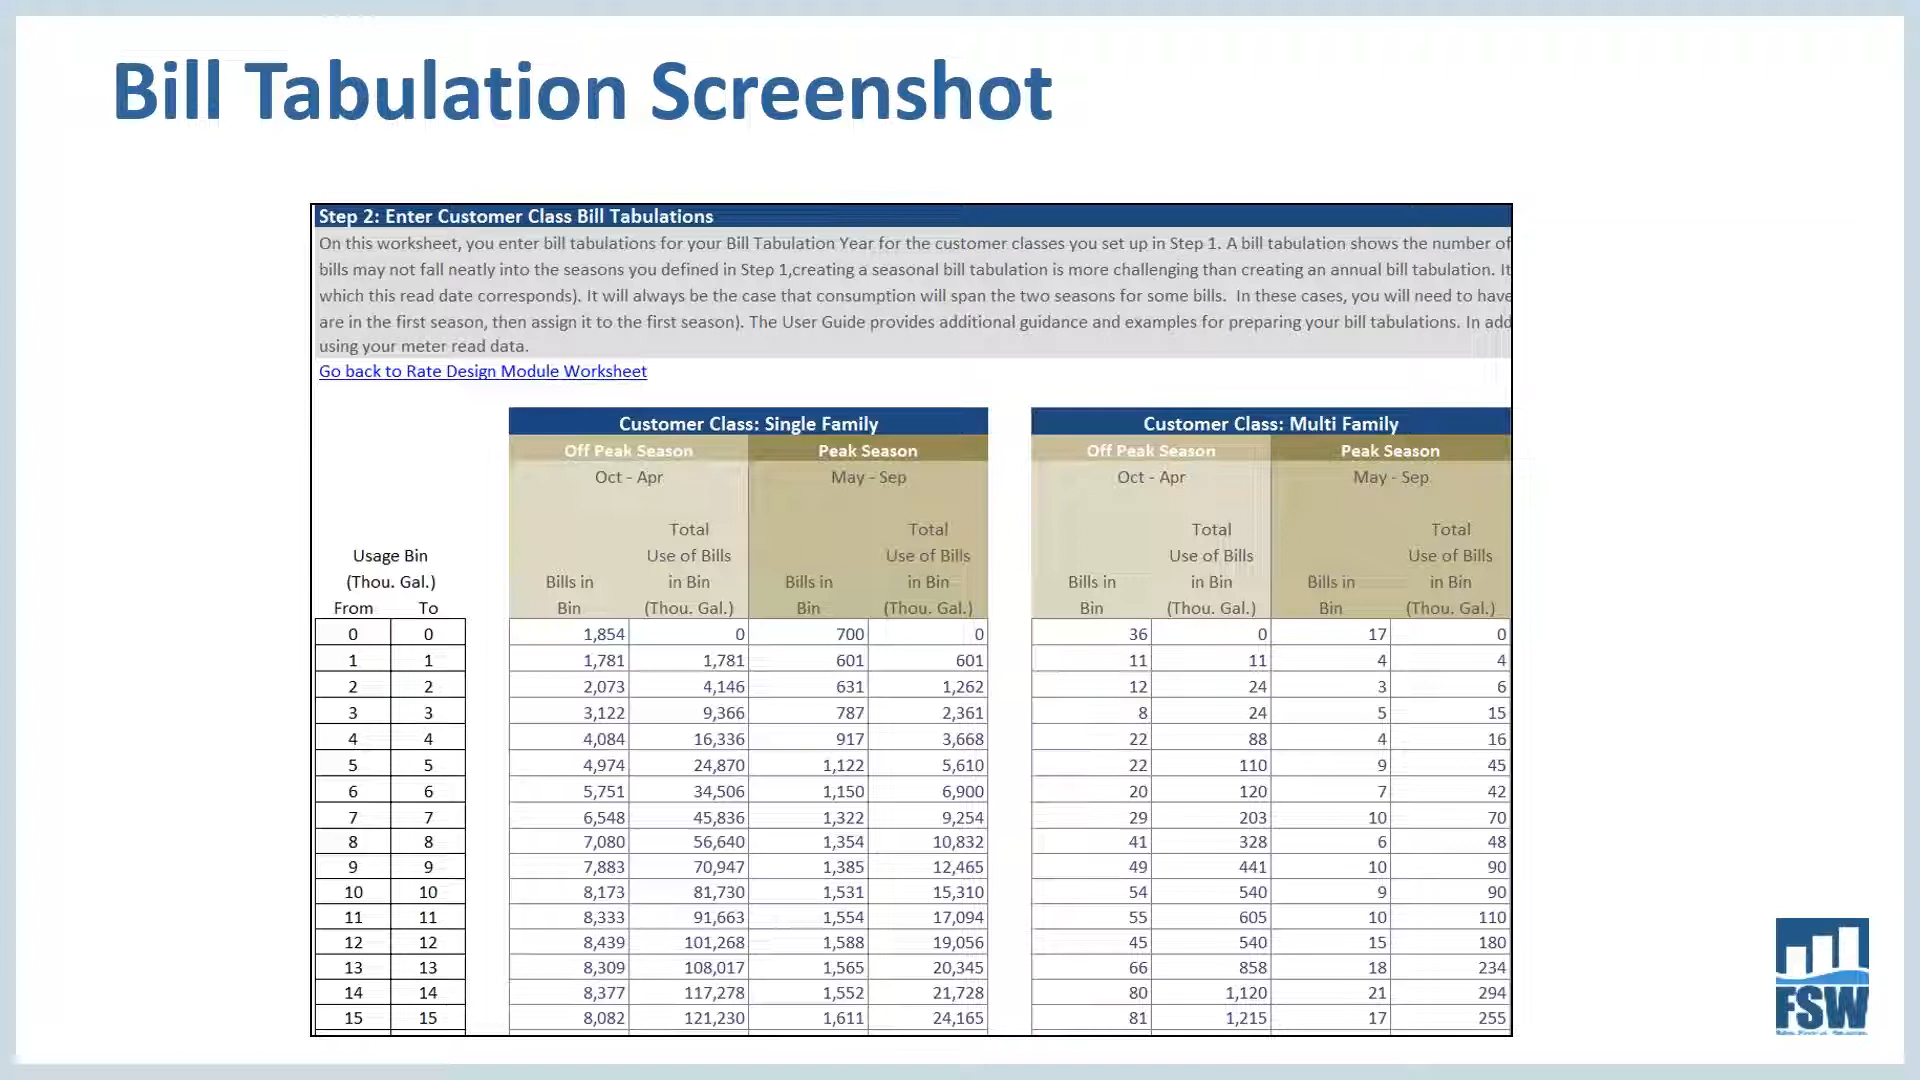 Bill Tabulation Screenshot
Step 2: Enter Customer Class Bill Tabulations
On this worksheet, you enter bill tabulations for your Bill Tabulation Year for the customer classes you set up in Step 1. A bill tabulation shows the number of
bills may not fall neatly into the seasons you defined in Step 1,creating a seasonal bill tabulation is more challenging than creating an annual bill tabulation. It
which this read date corresponds). It will always be the case that consumption will span the two seasons for some bills.  In these cases, you will need to have
are in the first season, then assign it to the first season). The User Guide provides additional guidance and examples for preparing your bill tabulations. In add
using your meter read data.
Go back to Rate Design Module Worksheet
Customer Class: Single Family Customer Class: Multi Family
Off Peak Season Peak Season Off Peak Season Peak Season
Oct - Apr May - Sep Oct - Apr May - Sep
Total Total Total Total
Usage Bin Use of Bills Use of Bills Use of Bills Use of Bills
(Thou. Gal.) Bills in in Bin Bills in in Bin Bills in in Bin Bills in in Bin
From To Bin (Thou. Gal.) Bin (Thou. Gal.) Bin (Thou. Gal.) Bin (Thou. Gal.)
0 0 1,854 0 700 0 36 0 17 0
1 1 1,781 1,781 601 601 11 11 4 4
2 2 2,073 4,146 631 1,262 12 24 3 6
3 3 3,122 9,366 787 2,361 8 24 5 15
4 4 4,084 16,336 917 3,668 22 88 4 16
5 5 4,974 24,870 1,122 5,610 22 110 9 45
6 6 5,751 34,506 1,150 6,900 20 120 7 42
7 7 6,548 45,836 1,322 9,254 29 203 10 70
8 8 7,080 56,640 1,354 10,832 41 328 6 48
9 9 7,883 70,947 1,385 12,465 49 441 10 90
10 10 8,173 81,730 1,531 15,310 54 540 9 90
11 11 8,333 91,663 1,554 17,094 55 605 10 110
12 12 8,439 101,268 1,588 19,056 45 540 15 180
13 13 8,309 108,017 1,565 20,345 66 858 18 234
14 14 8,377 117,278 1,552 21,728 80 1,120 21 294
15 15 8,082 121,230 1,611 24,165 81 1,215 17 255
FSW